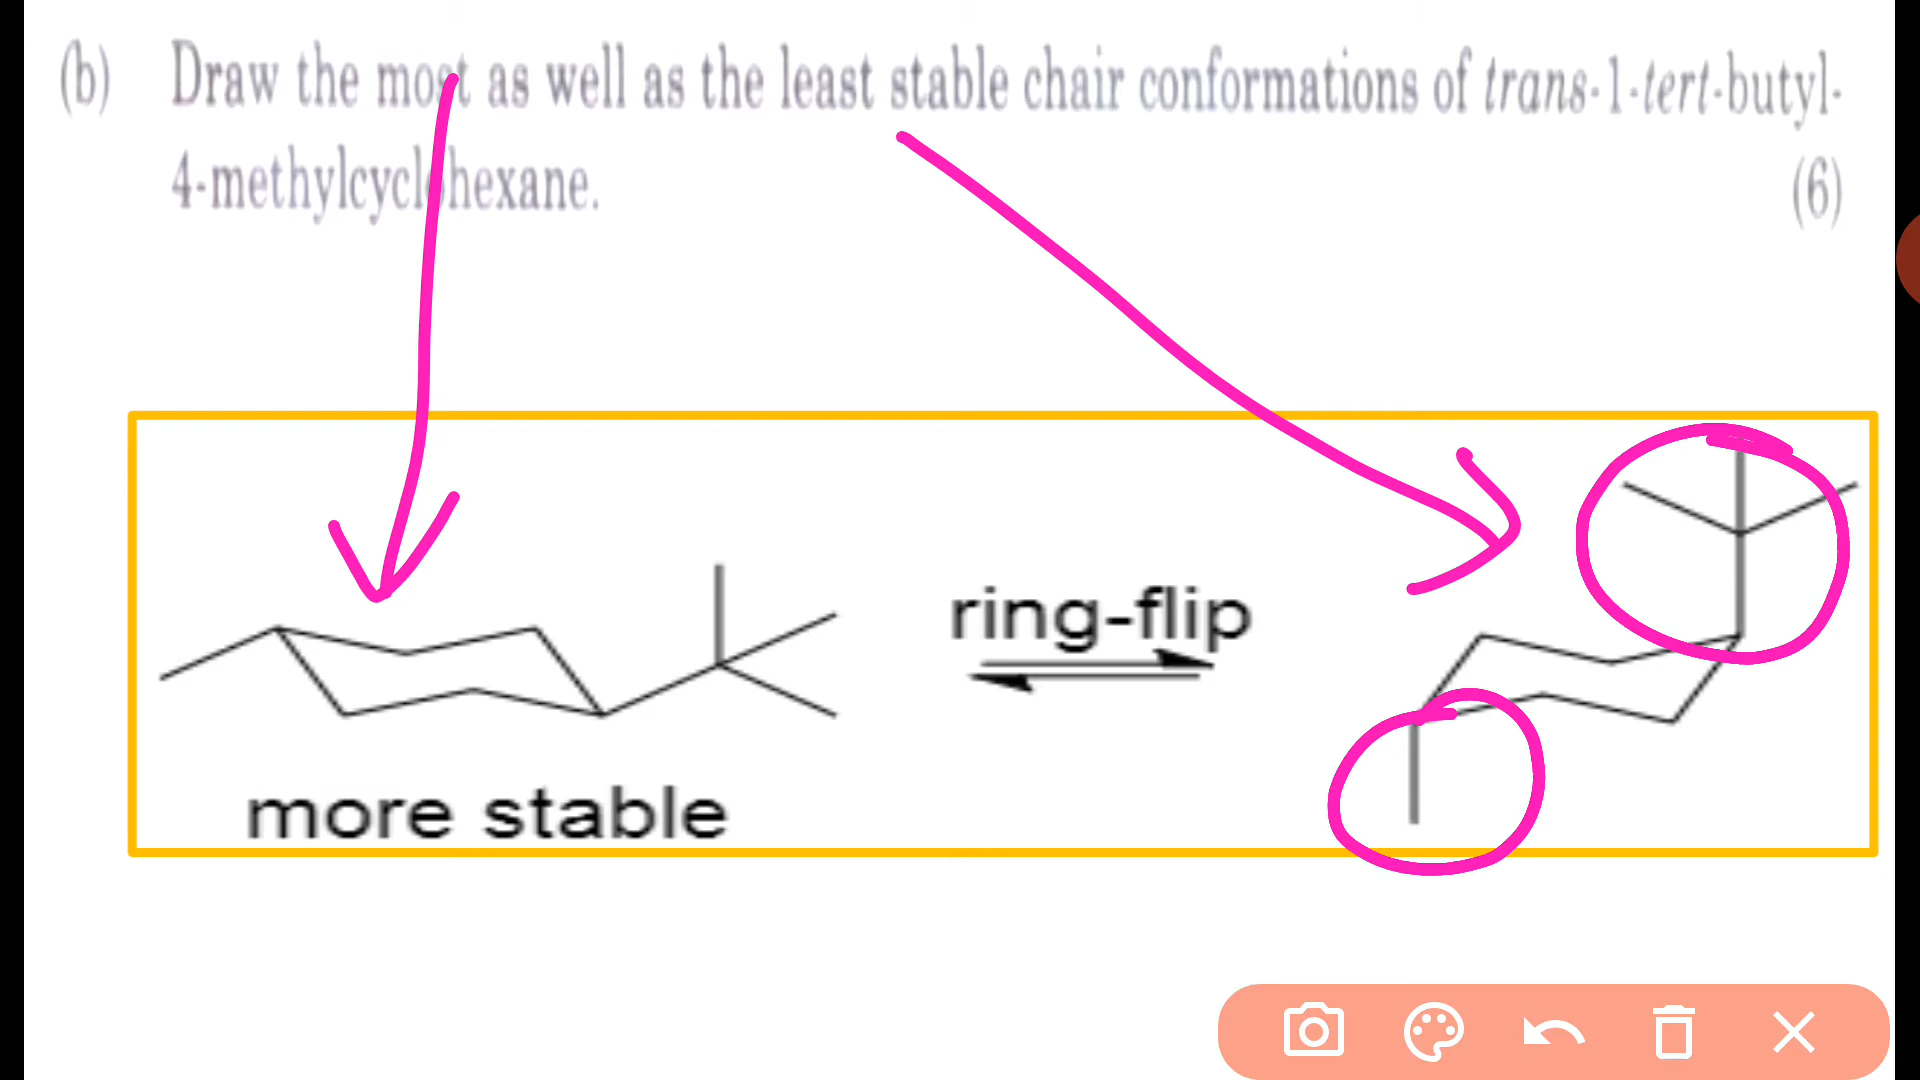 (b) Draw the most as well as the least stable chair conformations of trans-1-tert-butyl-
4-methylcyclohexane. (6)
ring-flip
more stable